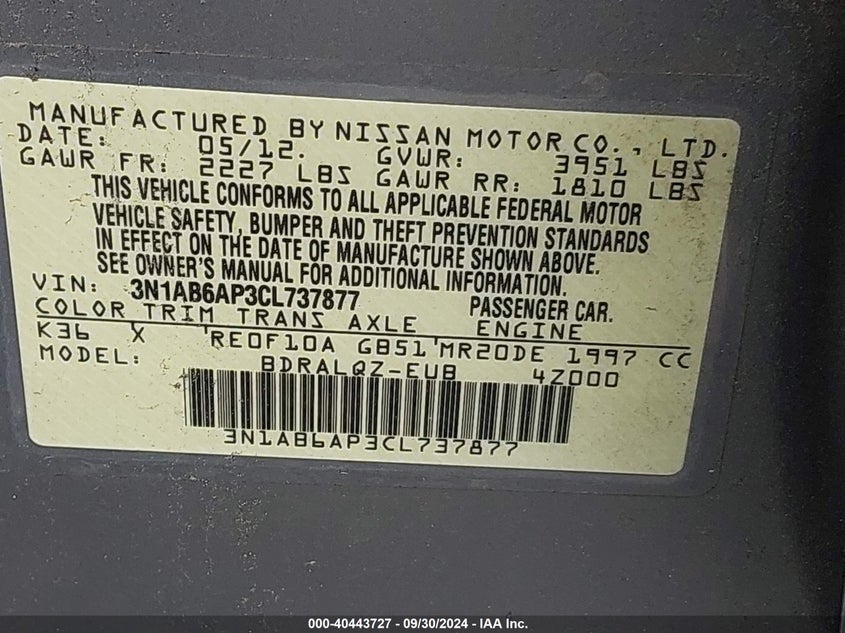 MANUFACTURED BY NISSAN MOTOR CO., LTD.
DATE: 05/12. GVWR: 3951 LBS
GAWR FR: 2227 LBS GAWR RR: 1810 LBS
THIS VEHICLE CONFORMS TO ALL APPLICABLE FEDERAL MOTOR
VEHICLE SAFETY, BUMPER AND THEFT PREVENTION STANDARDS
IN EFFECT ON THE DATE OF MANUFACTURE SHOWN ABOVE.
SEE OWNER'S MANUAL FOR ADDITIONAL INFORMATION.
VIN: 3N1AB6AP3CL737877 PASSENGER CAR.
COLOR TRIM TRANS AXLE ENGINE
K36 X RE0F10A GB51 MR20DE 1997 CC
MODEL: BDRALQZ-EUB 4Z000
3N1AB6AP3CL737877
000-40443727 - 09/30/2024 - IAA Inc.